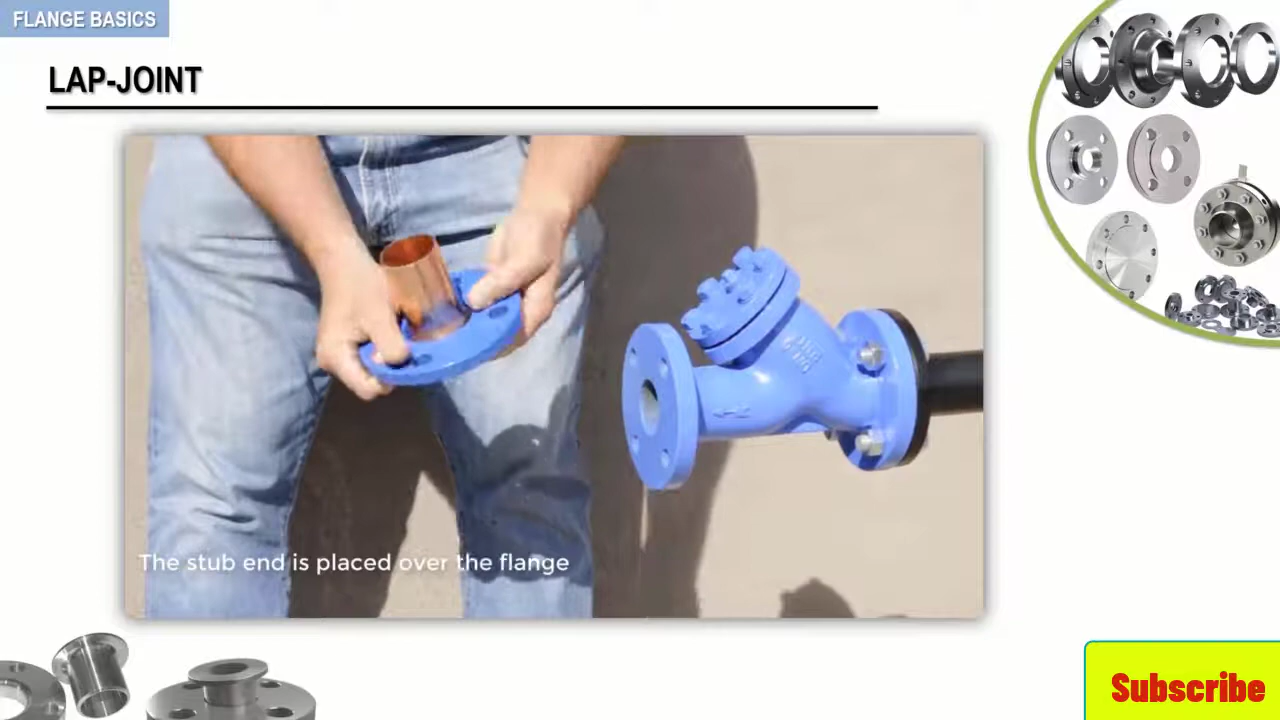 FLANGE BASICS
LAP-JOINT
The stub end is placed over the flange
Subscribe